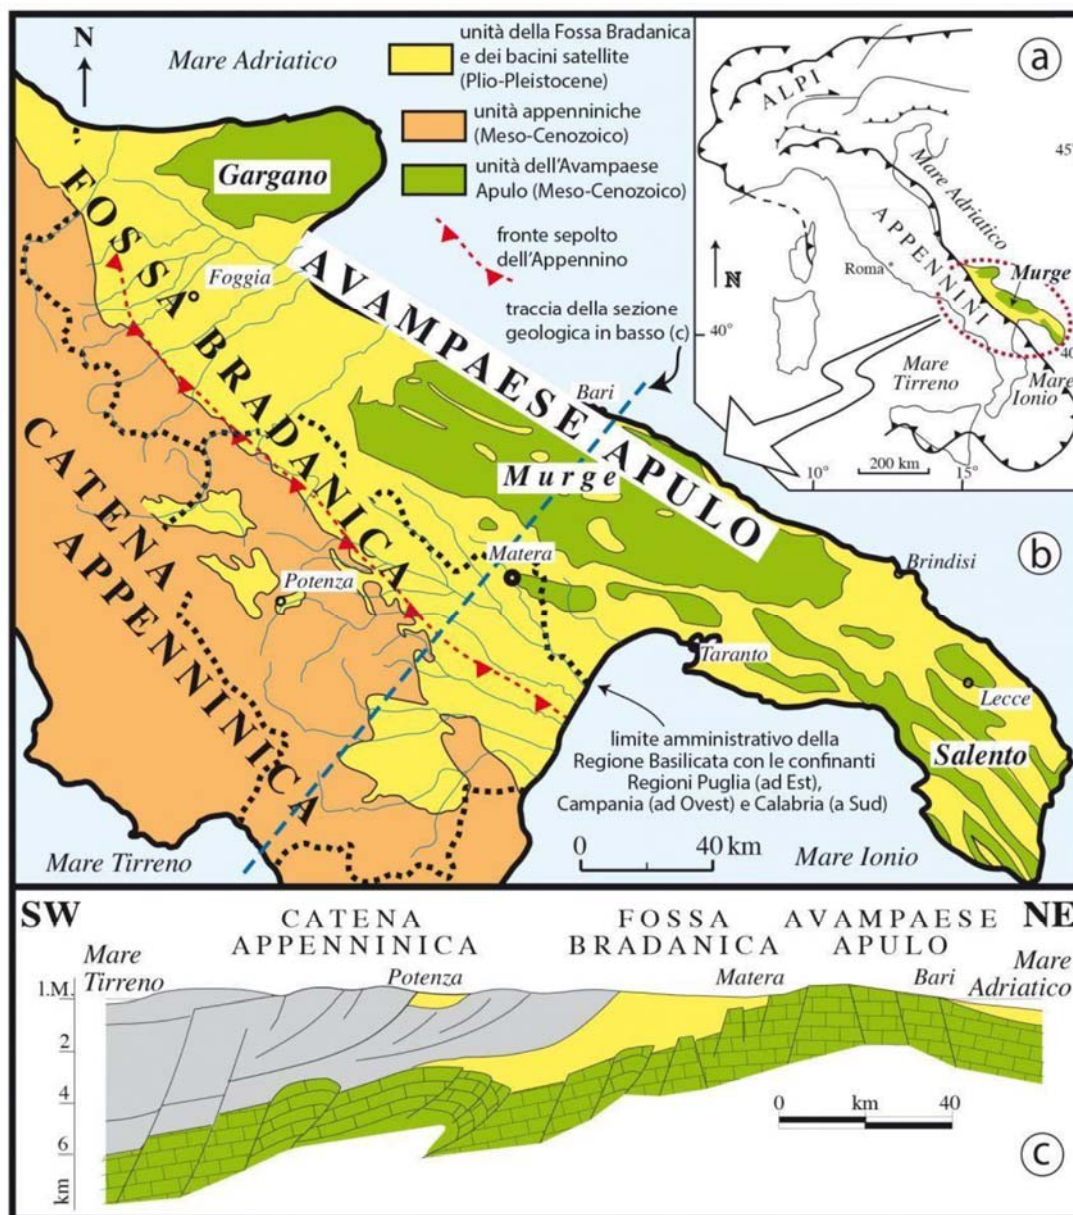 N
Mare Adriatico
unità della Fossa Bradanica
e dei bacini satellite
(Plio-Pleistocene)
unità appenniniche
(Meso-Cenozoico)
unità dell'Avampaese
Apulo (Meso-Cenozoico)
fronte sepolto
dell'Appennino
traccia della sezione
geologica in basso (c)
Gargano
FOSSA BRADANICA
Foggia
AVAMPAESE APULO
Bari
Murge
CATENA
APPENNINICA
Matera
Potenza
Brindisi
Taranto
Lecce
Salento
limite amministrativo della
Regione Basilicata con le confinanti
Regioni Puglia (ad Est),
Campania (ad Ovest) e Calabria (a Sud)
0 40 km
Mare Tirreno
Mare Ionio
b
a
ALPI
45°
Mare Adriatico
APPENNINI
N
Roma
Murge
40°
40
Mare
Tirreno
Mare
Ionio
200 km
10°
15°
SW
CATENA
APPENNINICA
FOSSA
BRADANICA
AVAMPAESE
APULO
NE
Mare
Tirreno
Potenza
Matera
Bari
Mare
Adriatico
l.M.
2
4
6
km
0 km 40
c